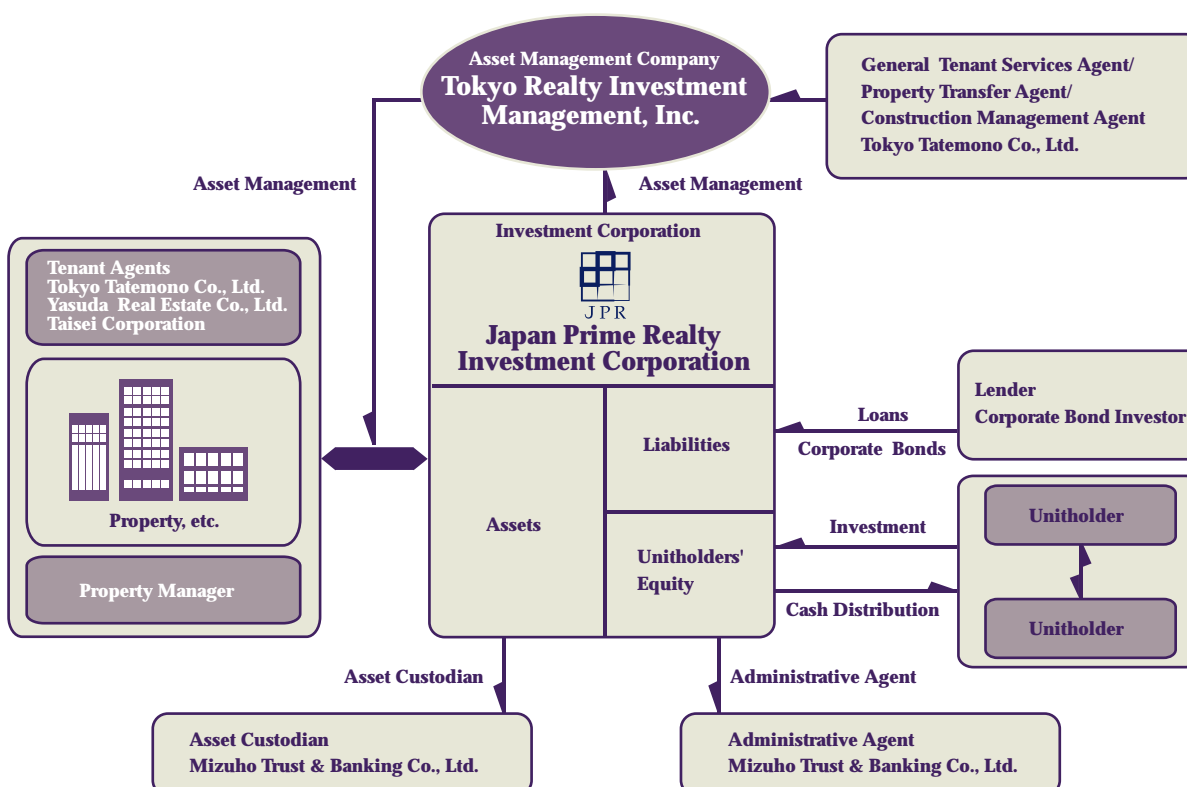 Asset Management Company
Tokyo Realty Investment
Management, Inc.
General Tenant Services Agent/
Property Transfer Agent/
Construction Management Agent
Tokyo Tatemono Co., Ltd.
Asset Management
Asset Management
Investment Corporation
JPR
Japan Prime Realty
Investment Corporation
Tenant Agents
Tokyo Tatemono Co., Ltd.
Yasuda Real Estate Co., Ltd.
Taisei Corporation
Property, etc.
Property Manager
Assets
Liabilities
Unitholders'
Equity
Loans
Corporate Bonds
Lender
Corporate Bond Investor
Investment
Cash Distribution
Unitholder
Unitholder
Asset Custodian
Administrative Agent
Asset Custodian
Mizuho Trust & Banking Co., Ltd.
Administrative Agent
Mizuho Trust & Banking Co., Ltd.